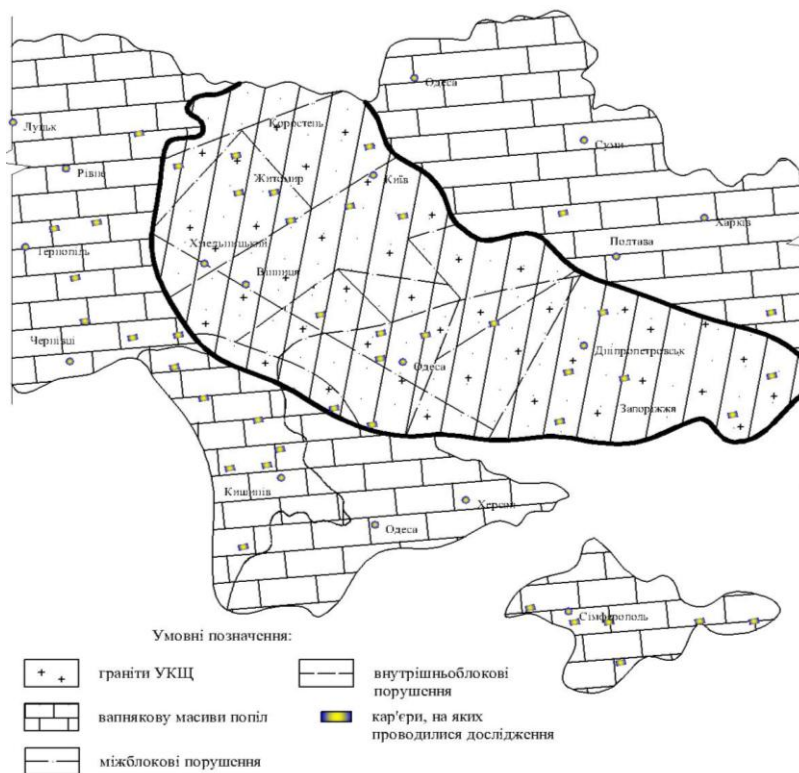 Одеса
Луцьк
Коростень
Суми
Рівне
Житомир
Київ
Харків
Тернопіль
Хмельницький
Полтава
Вінниця
Чернівці
Одеса
Дніпропетровськ
Запоріжжя
Кишинів
Херсон
Одеса
Сімферополь
Умовні позначення:
граніти УКЩ
внутрішньоблокові
порушення
вапнякову масиви попіл
кар'єри, на яких
проводилися дослідження
міжблокові порушення